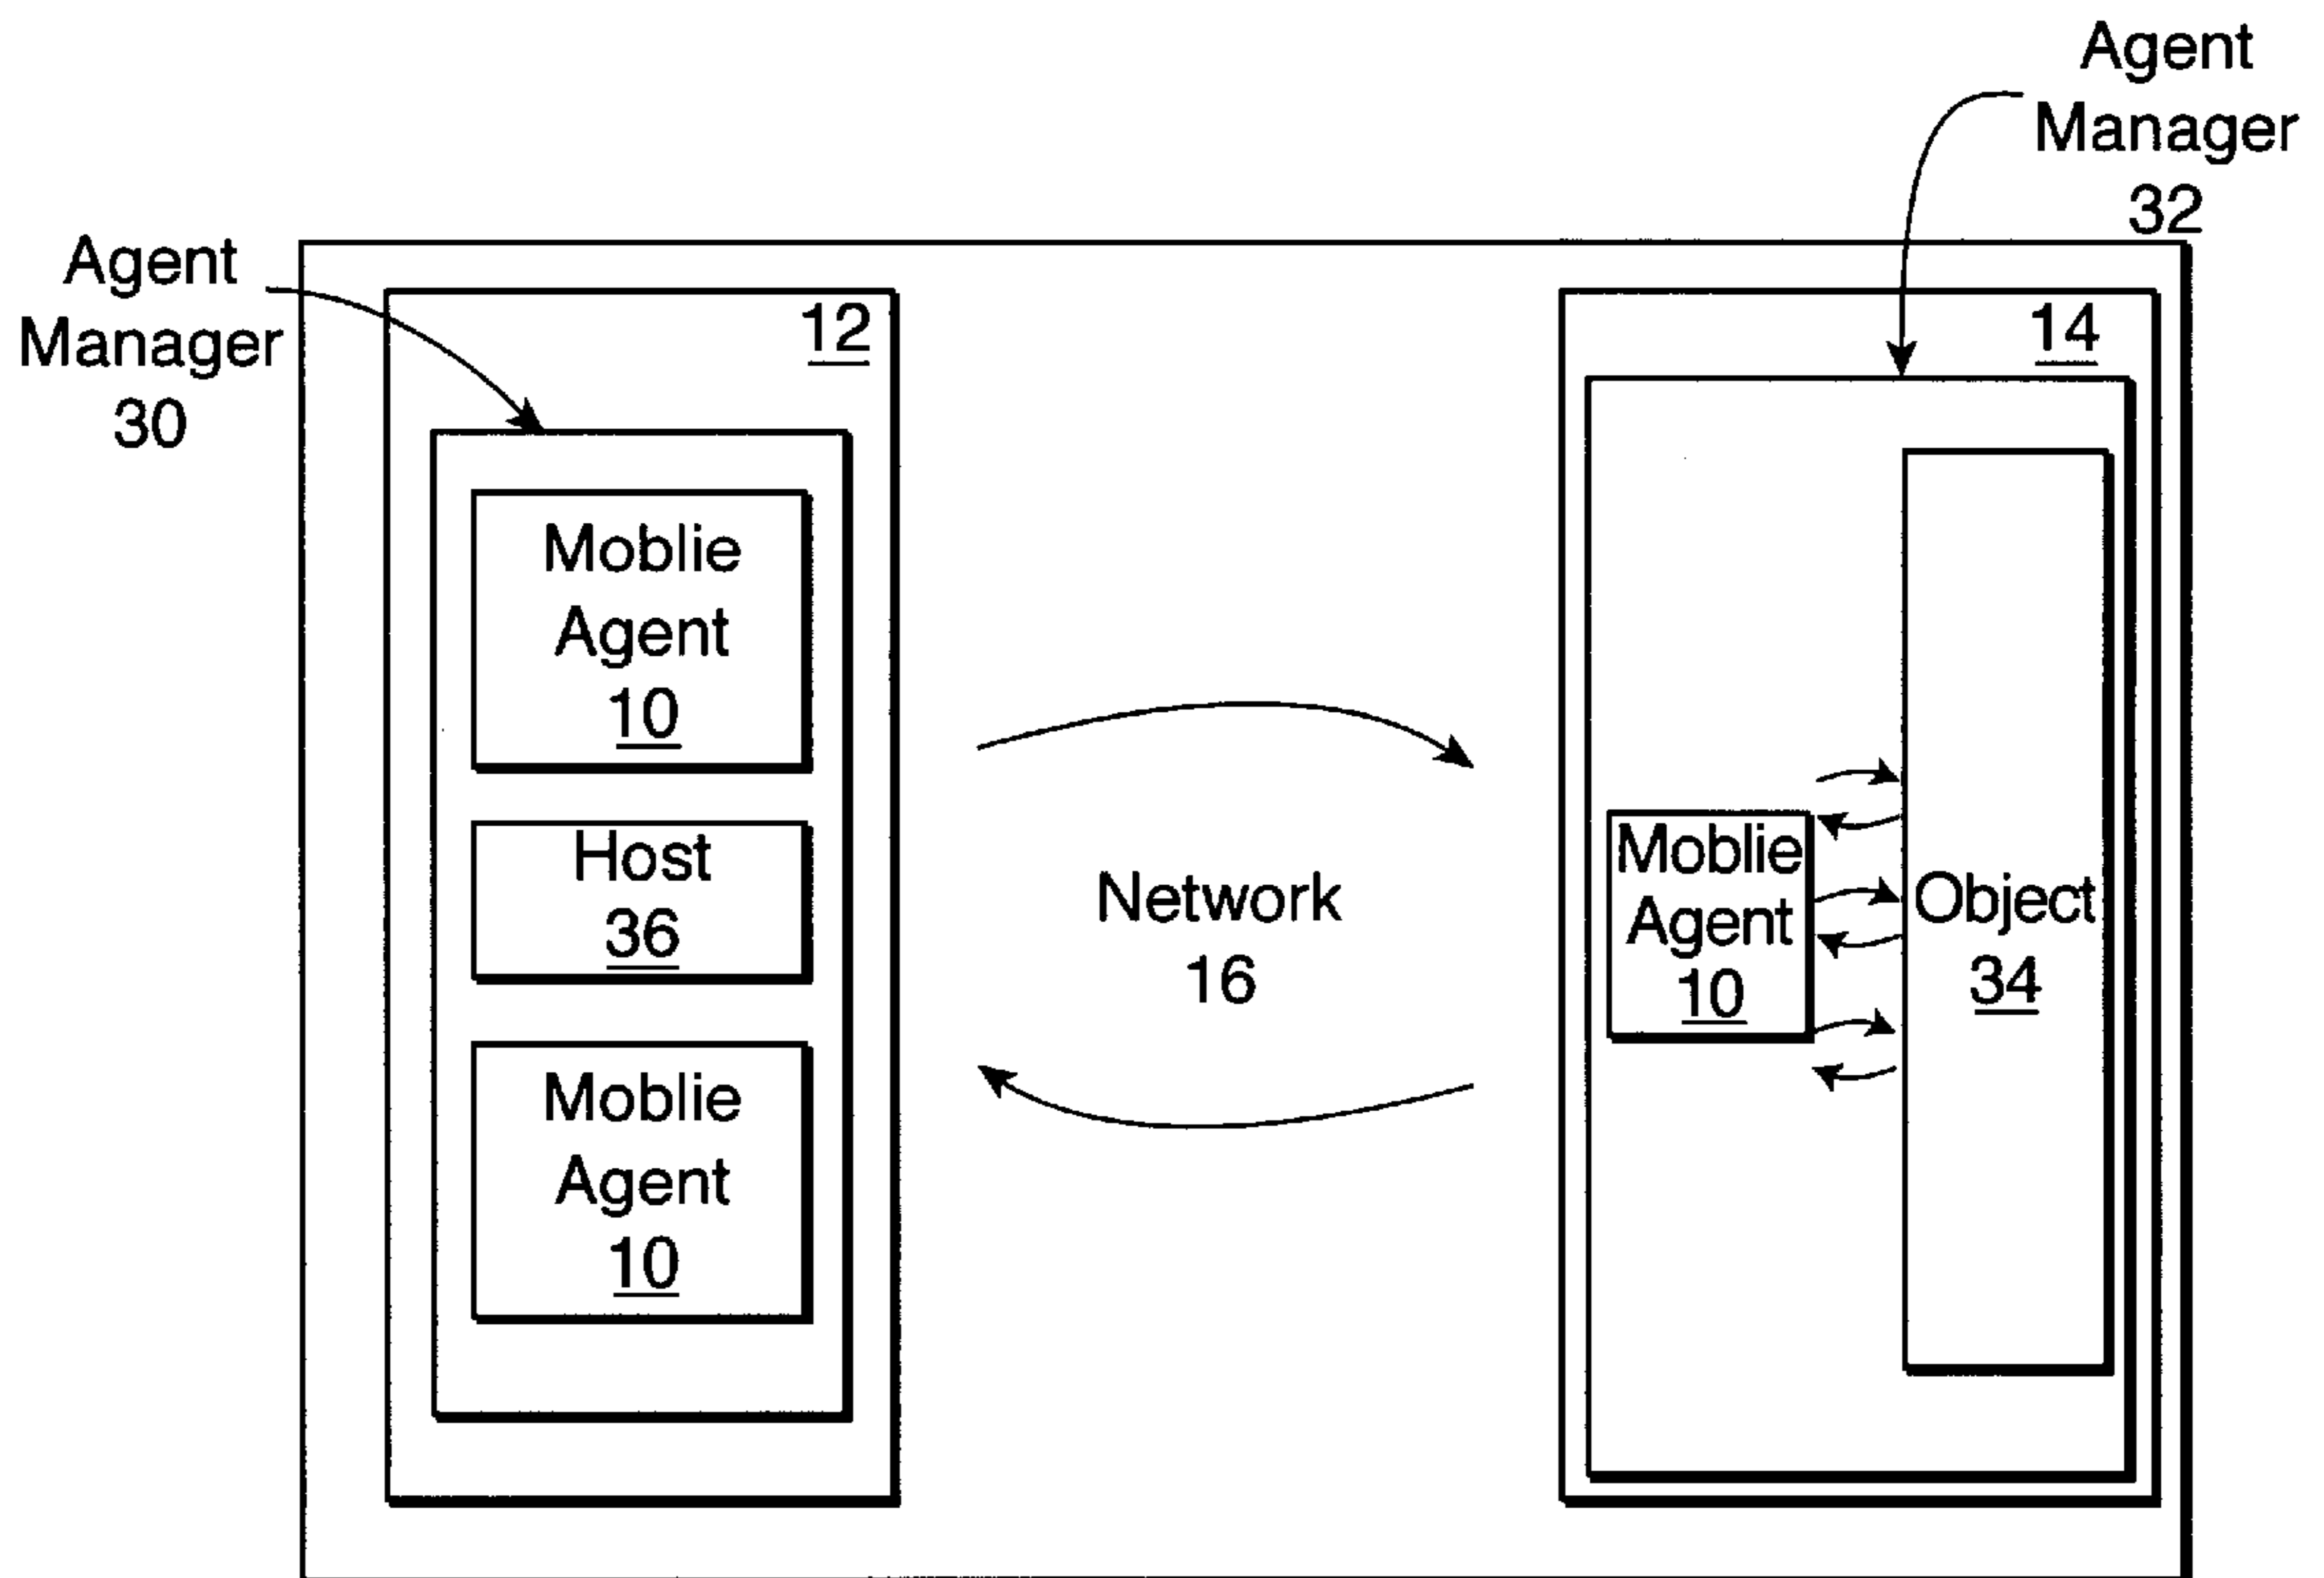 Agent
Manager
32
Agent
Manager
30
12
14
Moblie
Agent
10
Host
36
Moblie
Agent
10
Network
16
Moblie
Agent
10
Object
34